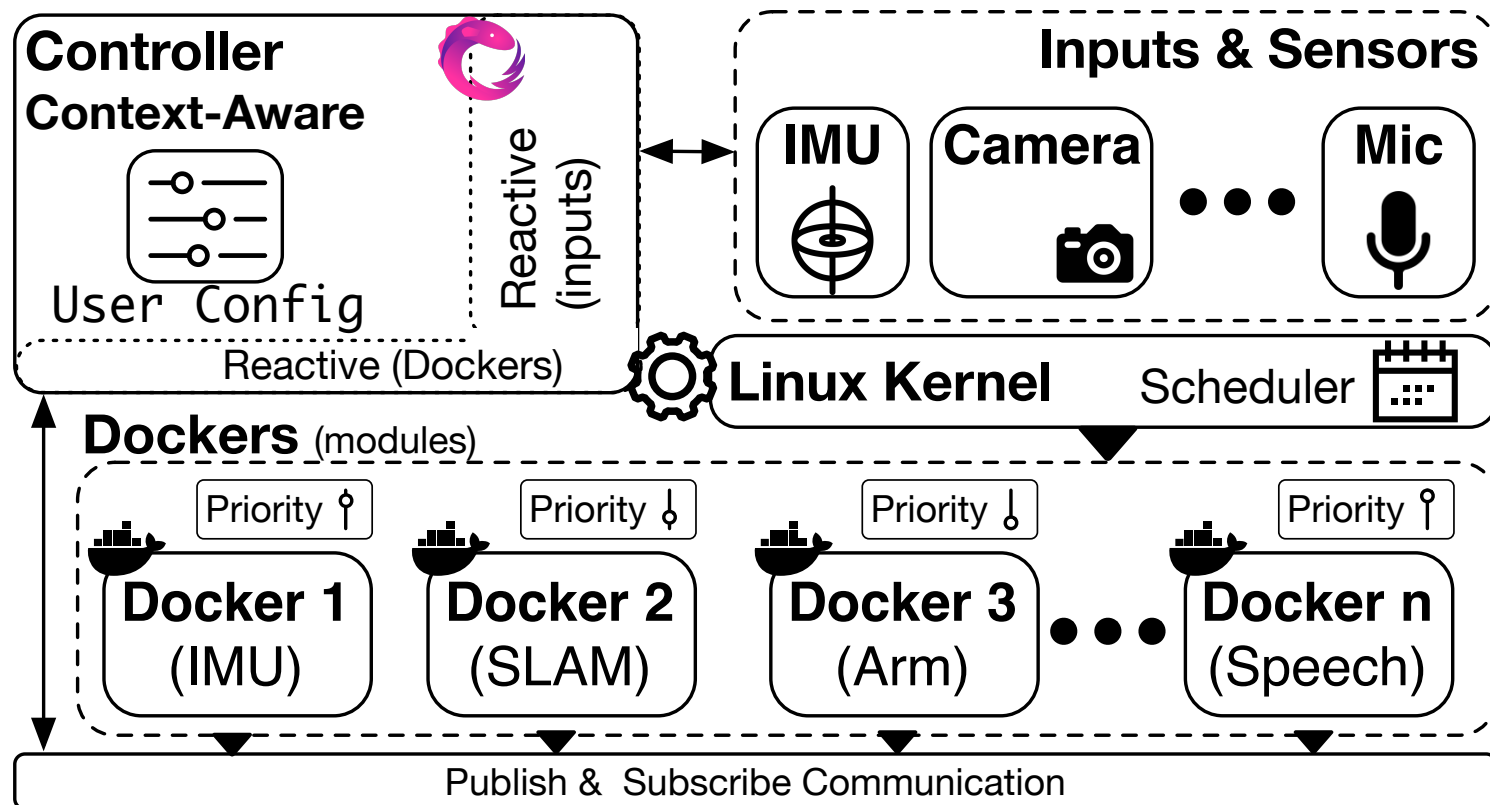 Controller
Context-Aware
User Config
Reactive
(inputs)
Reactive (Dockers)
Inputs & Sensors
IMU
Camera
Mic
Linux Kernel
Scheduler
Dockers (modules)
Priority
Priority
Priority
Priority
Docker 1
(IMU)
Docker 2
(SLAM)
Docker 3
(Arm)
Docker n
(Speech)
Publish & Subscribe Communication